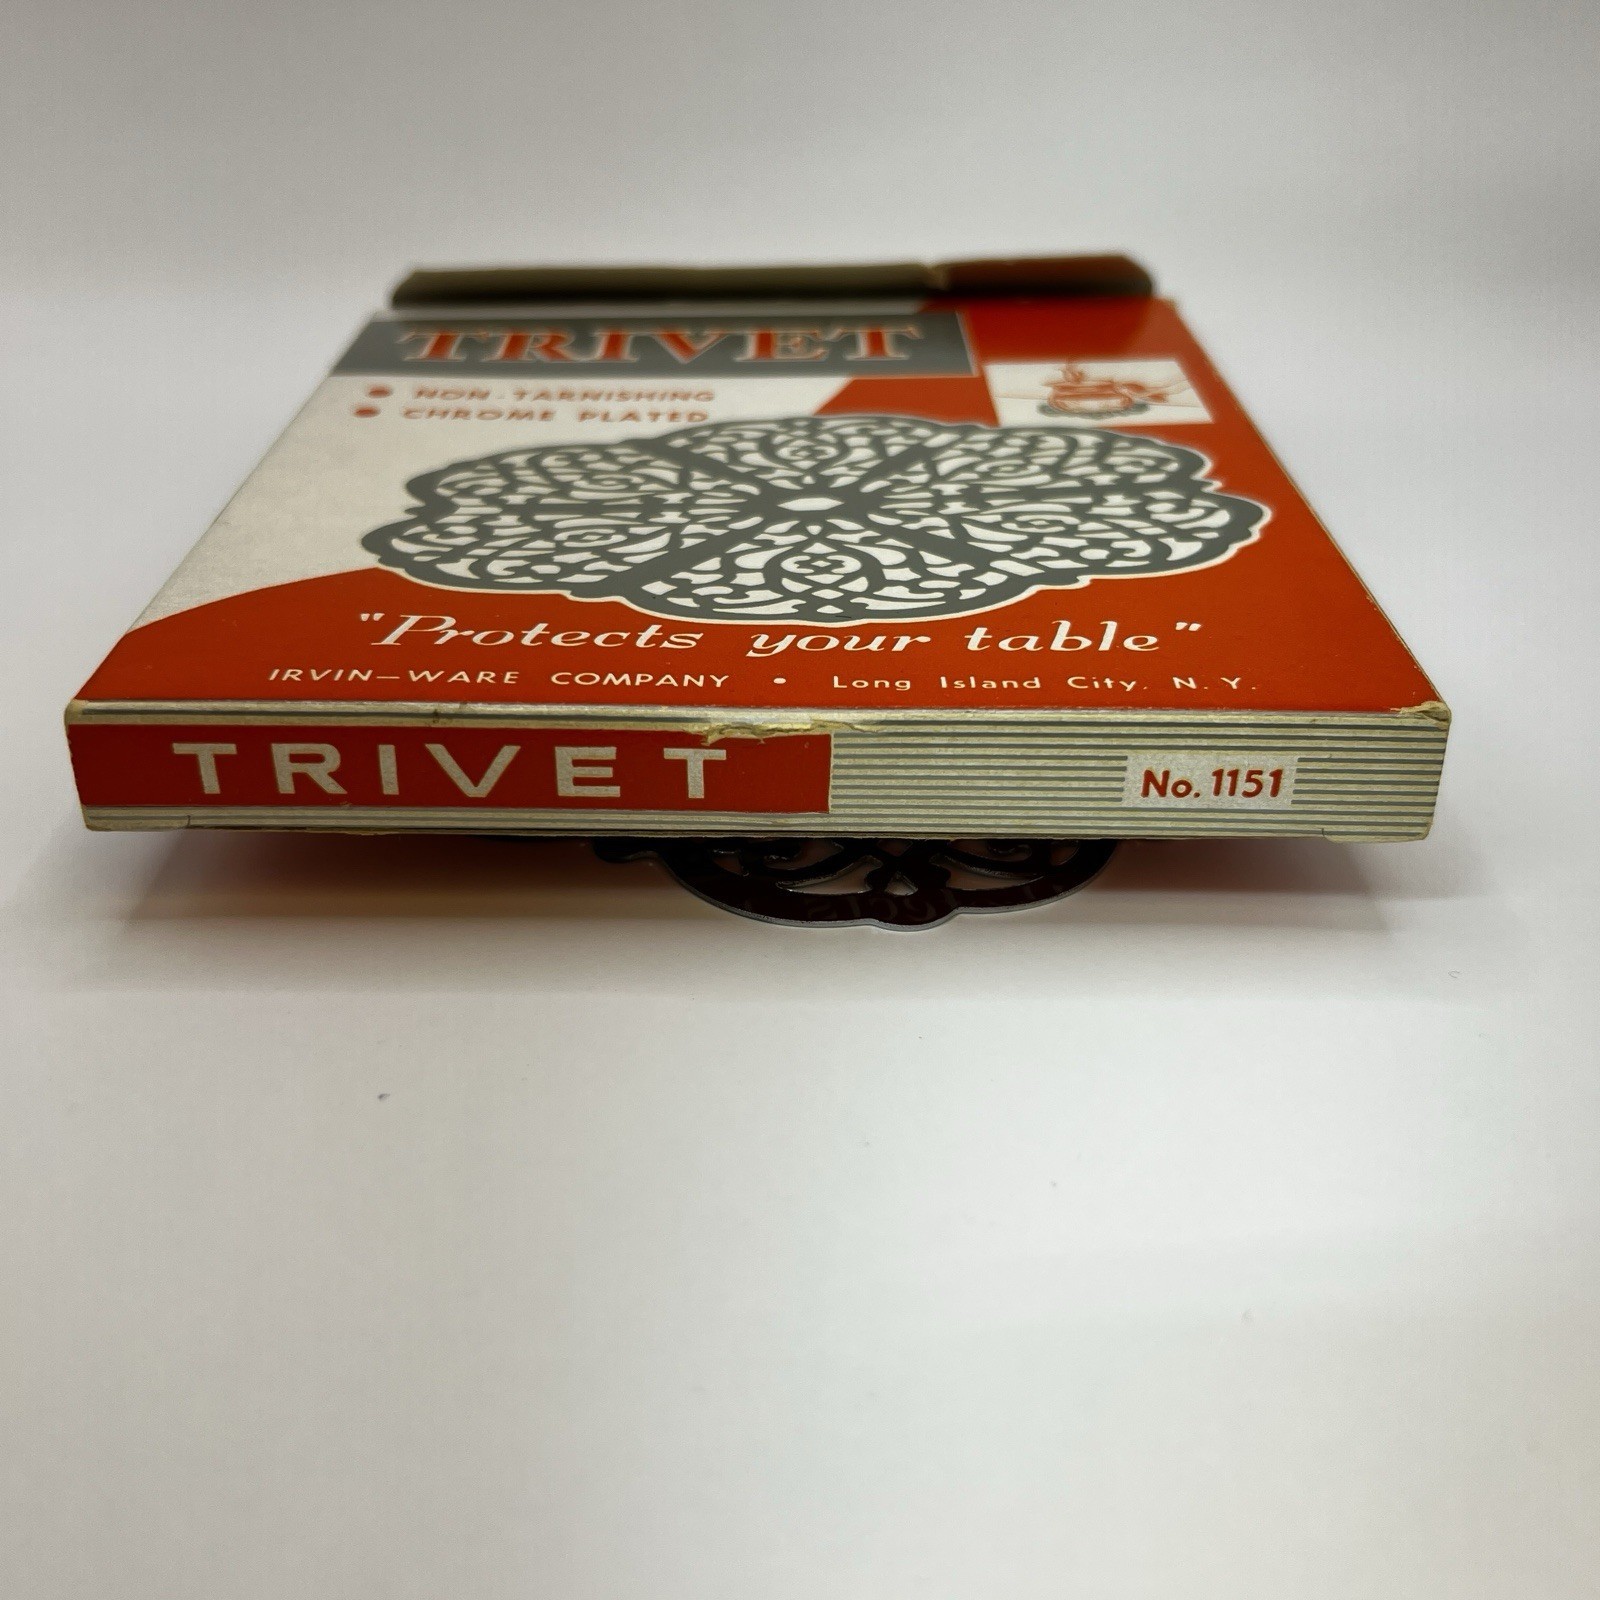 TRIVET
• NON-TARNISHING
• CHROME PLATED
"Protects your table"
IRVIN-WARE COMPANY • Long Island City, N. Y.
TRIVET
No. 1151